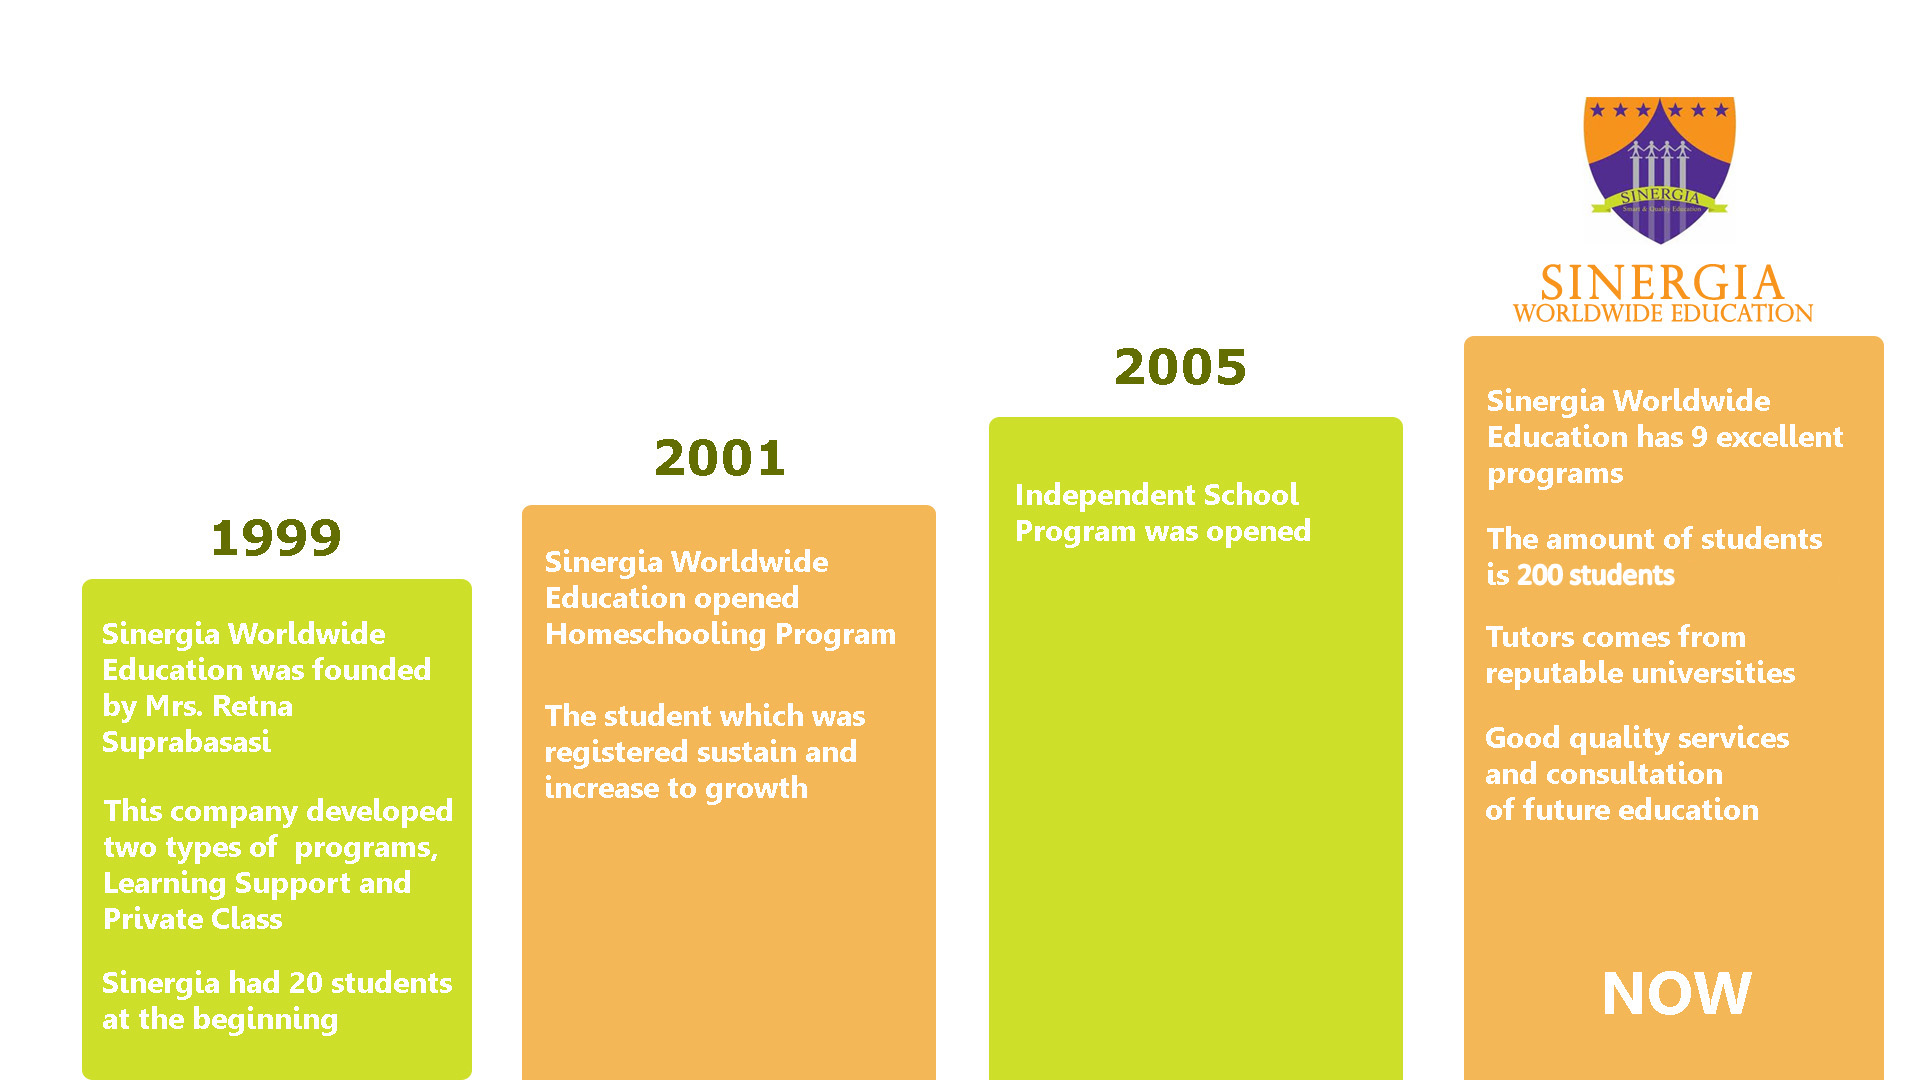 1999
Sinergia Worldwide
Education was founded
by Mrs. Retna
Suprabasasi
This company developed
two types of  programs,
Learning Support and
Private Class
Sinergia had 20 students
at the beginning
2001
Sinergia Worldwide
Education opened
Homeschooling Program
The student which was
registered sustain and
increase to growth
2005
Independent School
Program was opened
SINERGIA
Smart & Quality Education
SINERGIA
WORLDWIDE EDUCATION
Sinergia Worldwide
Education has 9 excellent
programs
The amount of students
is 200 students
Tutors comes from
reputable universities
Good quality services
and consultation
of future education
NOW